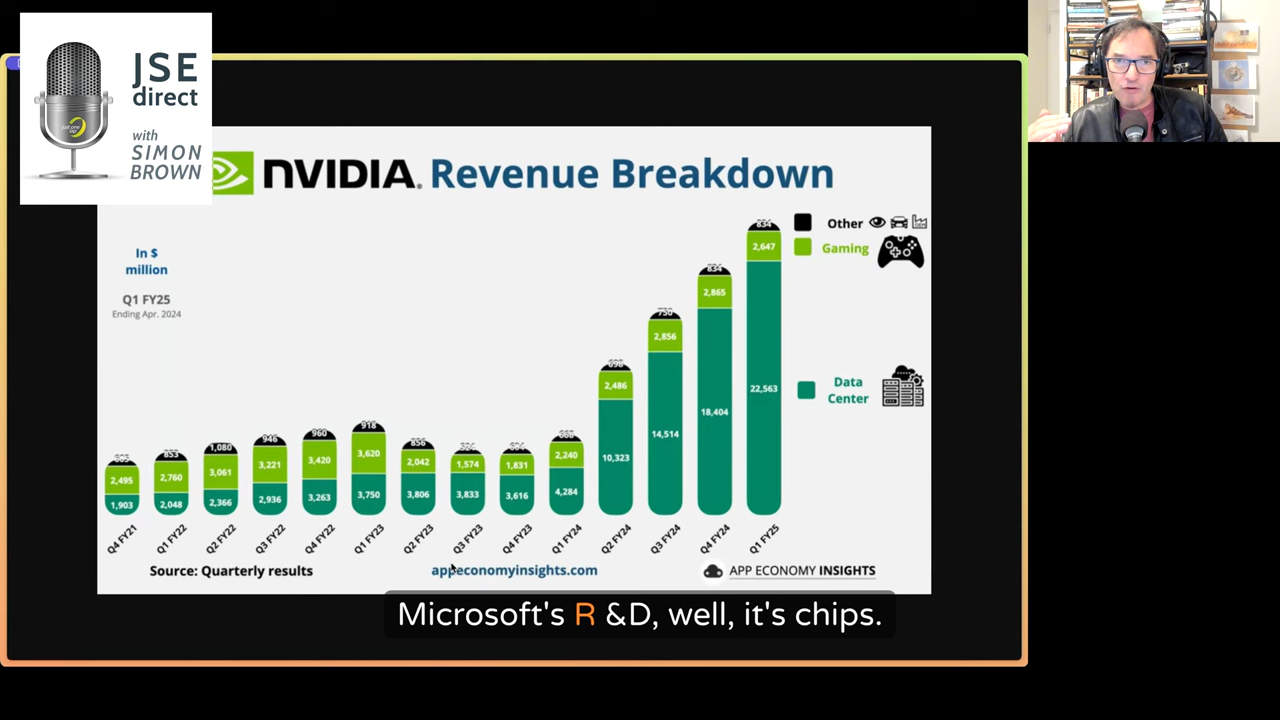 JSE
direct
with
SIMON
BROWN
NVIDIA. Revenue Breakdown
In $
million
Q1 FY25
Ending Apr. 2024
Other
Gaming
Data
Center
918
3,620
3,750
960
3,420
3,263
946
3,221
2,936
1,080
3,061
2,366
853
2,760
2,048
2,495
1,903
856
2,042
3,806
1,574
3,833
1,831
3,616
2,240
4,284
2,486
10,323
2,856
14,514
834
2,865
18,404
834
2,647
22,563
Q4 FY21
Q1 FY22
Q2 FY22
Q3 FY22
Q4 FY22
Q1 FY23
Q2 FY23
Q3 FY23
Q4 FY23
Q1 FY24
Q2 FY24
Q3 FY24
Q4 FY24
Q1 FY25
Source: Quarterly results
appeconomyinsights.com
APP ECONOMY INSIGHTS
Microsoft's R &D, well, it's chips.